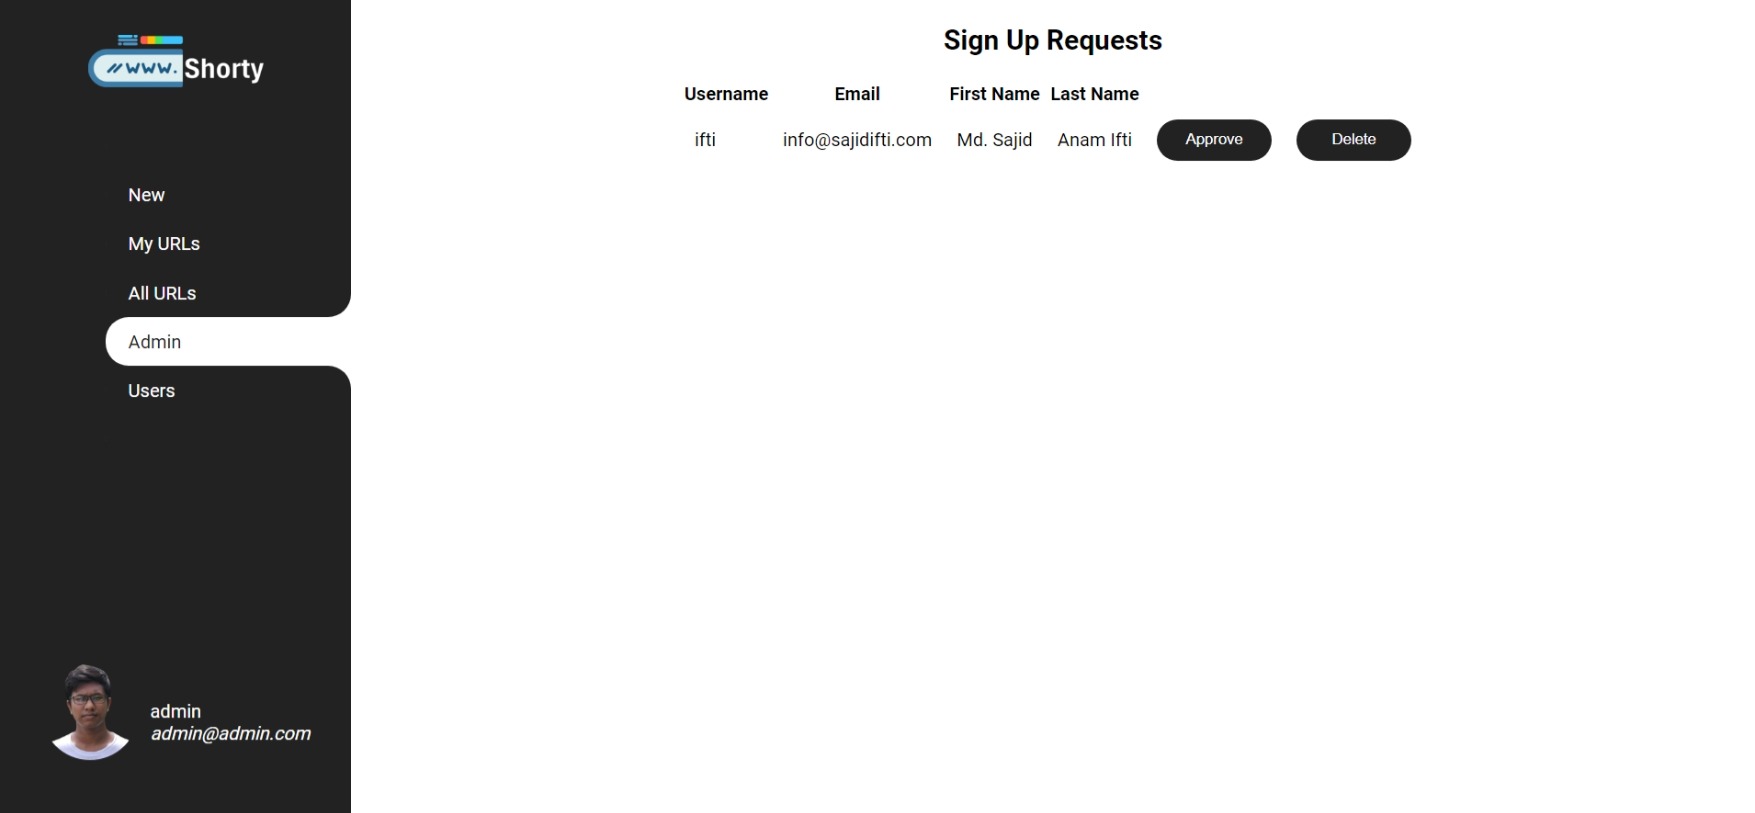 //www.Shorty
New
My URLs
All URLs
Admin
Users
admin
admin@admin.com
Sign Up Requests
Username Email First Name Last Name
ifti info@sajidifti.com Md. Sajid Anam Ifti Approve Delete